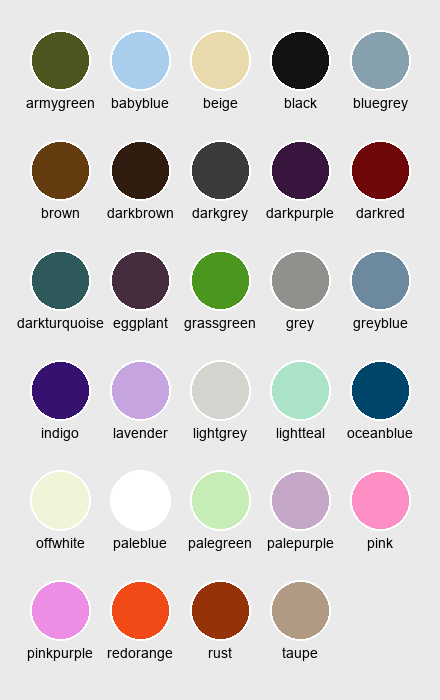 armygreen babyblue beige black bluegrey
brown darkbrown darkgrey darkpurple darkred
darkturquoise eggplant grassgreen grey greyblue
indigo lavender lightgrey lightteal oceanblue
offwhite paleblue palegreen palepurple pink
pinkpurple redorange rust taupe